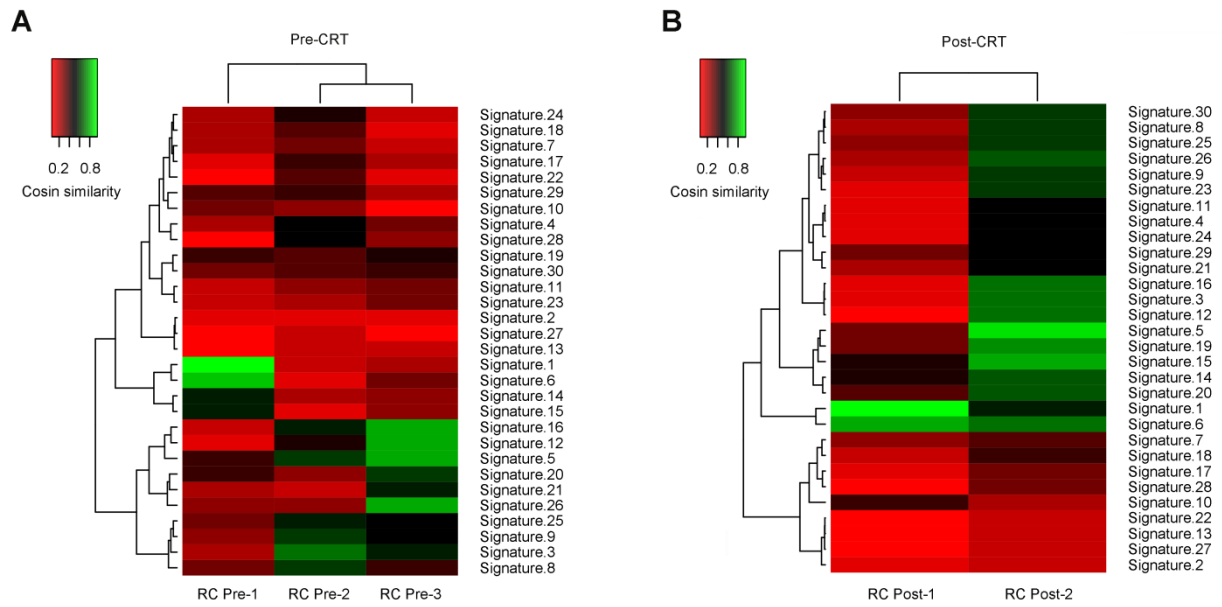 A
Pre-CRT
0.2 0.8
Cosin similarity
Signature.24
Signature.18
Signature.7
Signature.17
Signature.22
Signature.29
Signature.10
Signature.4
Signature.28
Signature.19
Signature.30
Signature.11
Signature.23
Signature.2
Signature.27
Signature.13
Signature.1
Signature.6
Signature.14
Signature.15
Signature.16
Signature.12
Signature.5
Signature.20
Signature.21
Signature.26
Signature.25
Signature.9
Signature.3
Signature.8
RC Pre-1 RC Pre-2 RC Pre-3
B
Post-CRT
0.2 0.8
Cosin similarity
Signature.30
Signature.8
Signature.25
Signature.26
Signature.9
Signature.23
Signature.11
Signature.4
Signature.24
Signature.29
Signature.21
Signature.16
Signature.3
Signature.12
Signature.5
Signature.19
Signature.15
Signature.14
Signature.20
Signature.1
Signature.6
Signature.7
Signature.18
Signature.17
Signature.28
Signature.10
Signature.22
Signature.13
Signature.27
Signature.2
RC Post-1 RC Post-2